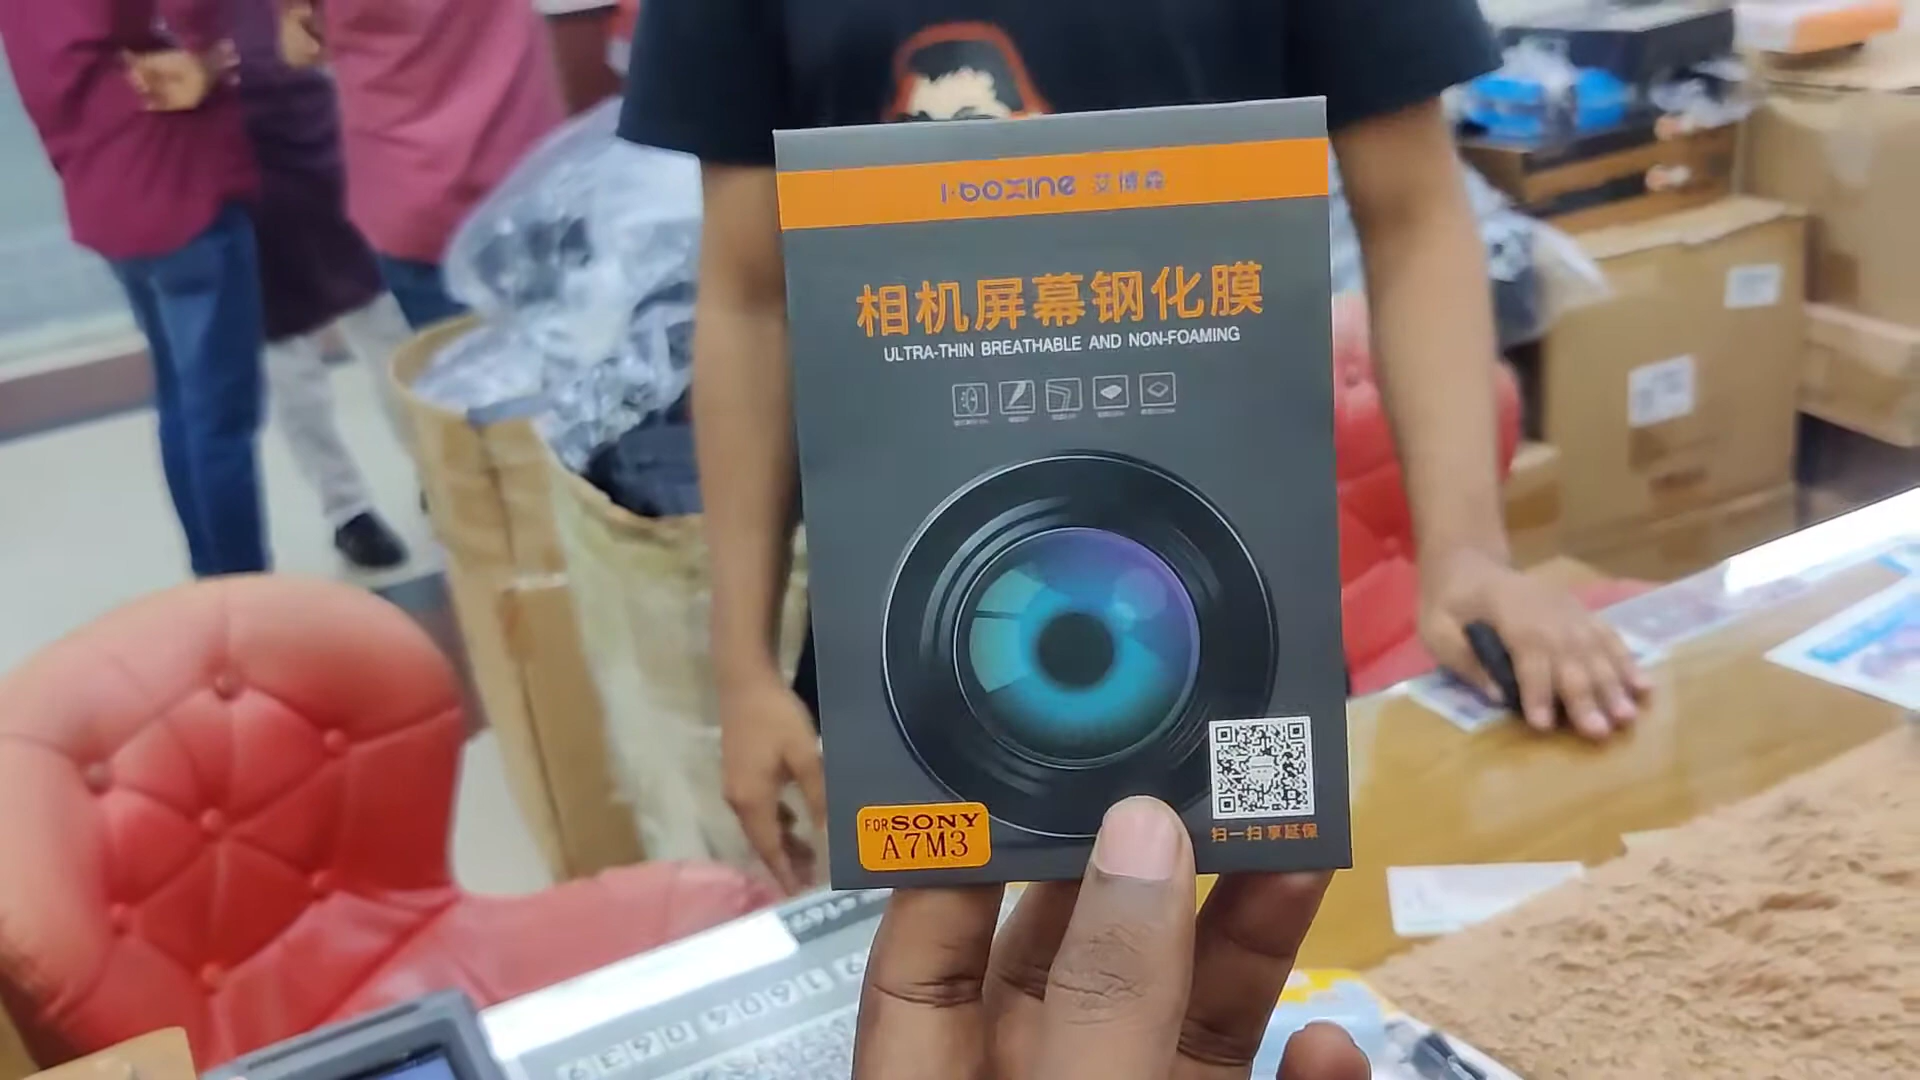 i-boxine 艾博森
相机屏幕钢化膜
ULTRA-THIN BREATHABLE AND NON-FOAMING
FOR SONY
A7M3
扫一扫 享延保